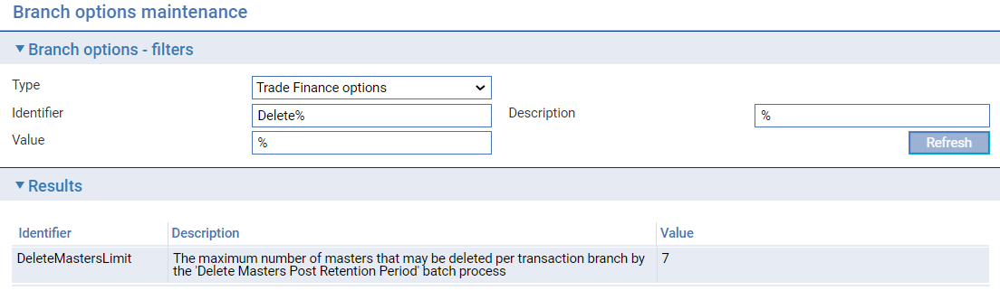 Branch options maintenance
Branch options - filters
Type
Trade Finance options
Identifier
Delete%
Description
%
Value
%
Refresh
Results
Identifier Description Value
DeleteMastersLimit The maximum number of masters that may be deleted per transaction branch by 7
the 'Delete Masters Post Retention Period' batch process